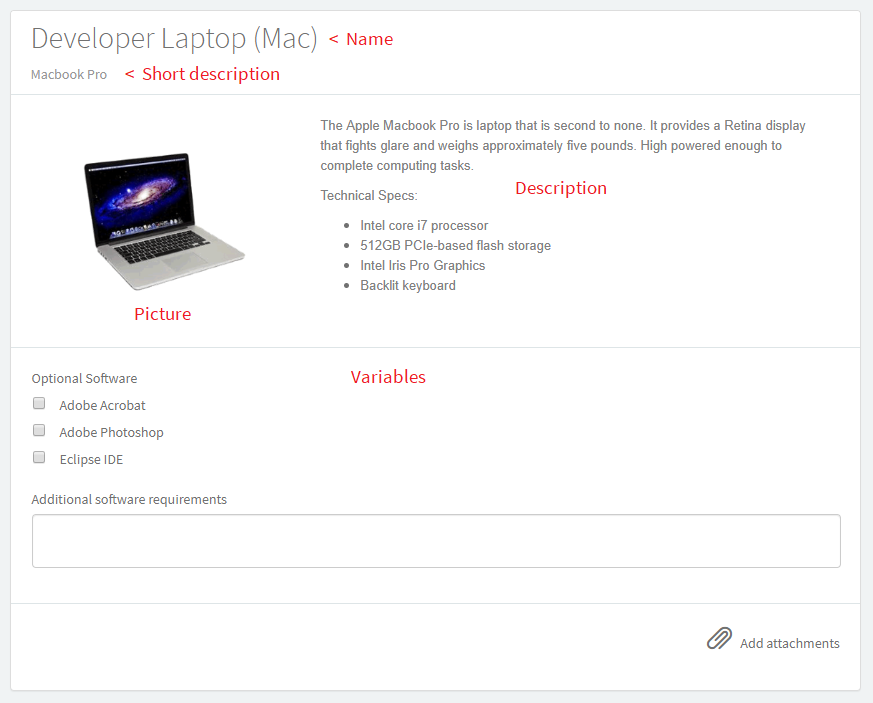 Developer Laptop (Mac) < Name
Macbook Pro < Short description
The Apple Macbook Pro is laptop that is second to none. It provides a Retina display
that fights glare and weighs approximately five pounds. High powered enough to
complete computing tasks.
Technical Specs:
Description
• Intel core i7 processor
• 512GB PCIe-based flash storage
• Intel Iris Pro Graphics
• Backlit keyboard
Picture
Variables
Optional Software
Adobe Acrobat
Adobe Photoshop
Eclipse IDE
Additional software requirements
Add attachments